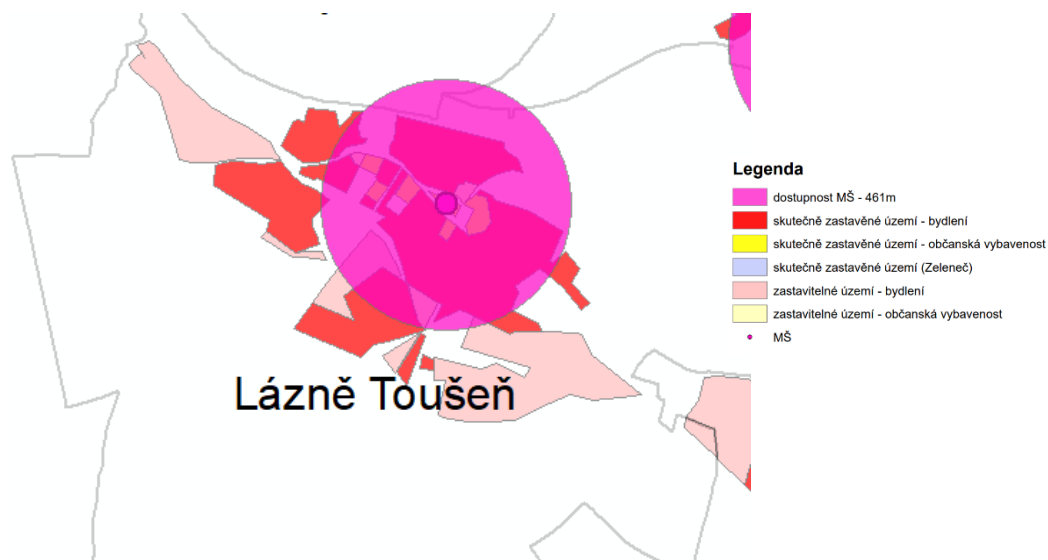 Lázně Toušeň
Legenda
dostupnost MŠ - 461m
skutečně zastavěné území - bydlení
skutečně zastavěné území - občanská vybavenost
skutečně zastavěné území (Zeleneč)
zastavitelné území - bydlení
zastavitelné území - občanská vybavenost
MŠ